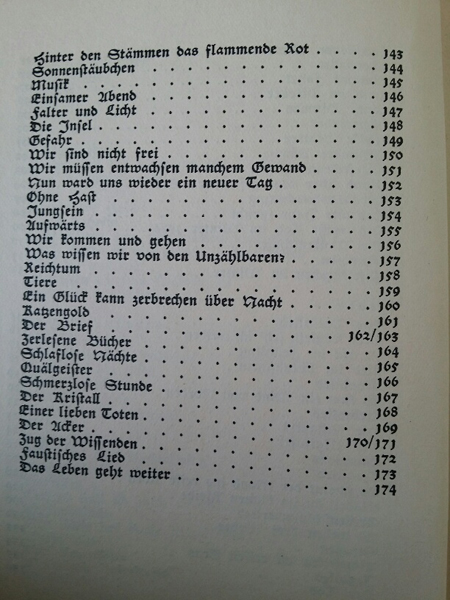 Hinter den Stämmen das flammende Rot . . . . 143
Sonnenstäubchen . . . . . . . . . . . . 144
Musik . . . . . . . . . . . . . . 145
Einsamer Abend . . . . . . . . . . . . 146
Falter und Licht . . . . . . . . . . . . 147
Die Insel . . . . . . . . . . . . . 148
Gefahr . . . . . . . . . . . . . . 149
Wir sind nicht frei . . . . . . . . . . . 150
Wir müssen entwachsen manchem Gewand . . . . 151
Nun ward uns wieder ein neuer Tag . . . . . . 152
Ohne Hast . . . . . . . . . . . . . 153
Jungsein . . . . . . . . . . . . . 154
Aufwärts . . . . . . . . . . . . . 155
Wir kommen und gehen . . . . . . . . . 156
Was wissen wir von den Unzählbaren? . . . . . 157
Reichtum . . . . . . . . . . . . . 158
Tiere . . . . . . . . . . . . . . 159
Ein Glück kann zerbrechen über Nacht . . . . . 160
Katzengold . . . . . . . . . . . . . 161
Der Brief . . . . . . . . . . . . 162/163
Zerlesene Bücher . . . . . . . . . . . 164
Schlaflose Nächte . . . . . . . . . . . 165
Quälgeister . . . . . . . . . . . . . 166
Schmerzlose Stunde . . . . . . . . . . 167
Der Kristall . . . . . . . . . . . . 168
Einer lieben Toten . . . . . . . . . . . 169
Der Acker . . . . . . . . . . . . 170/171
Zug der Wissenden . . . . . . . . . . . 172
Faustisches Lied . . . . . . . . . . . . 173
Das Leben geht weiter . . . . . . . . . . 174